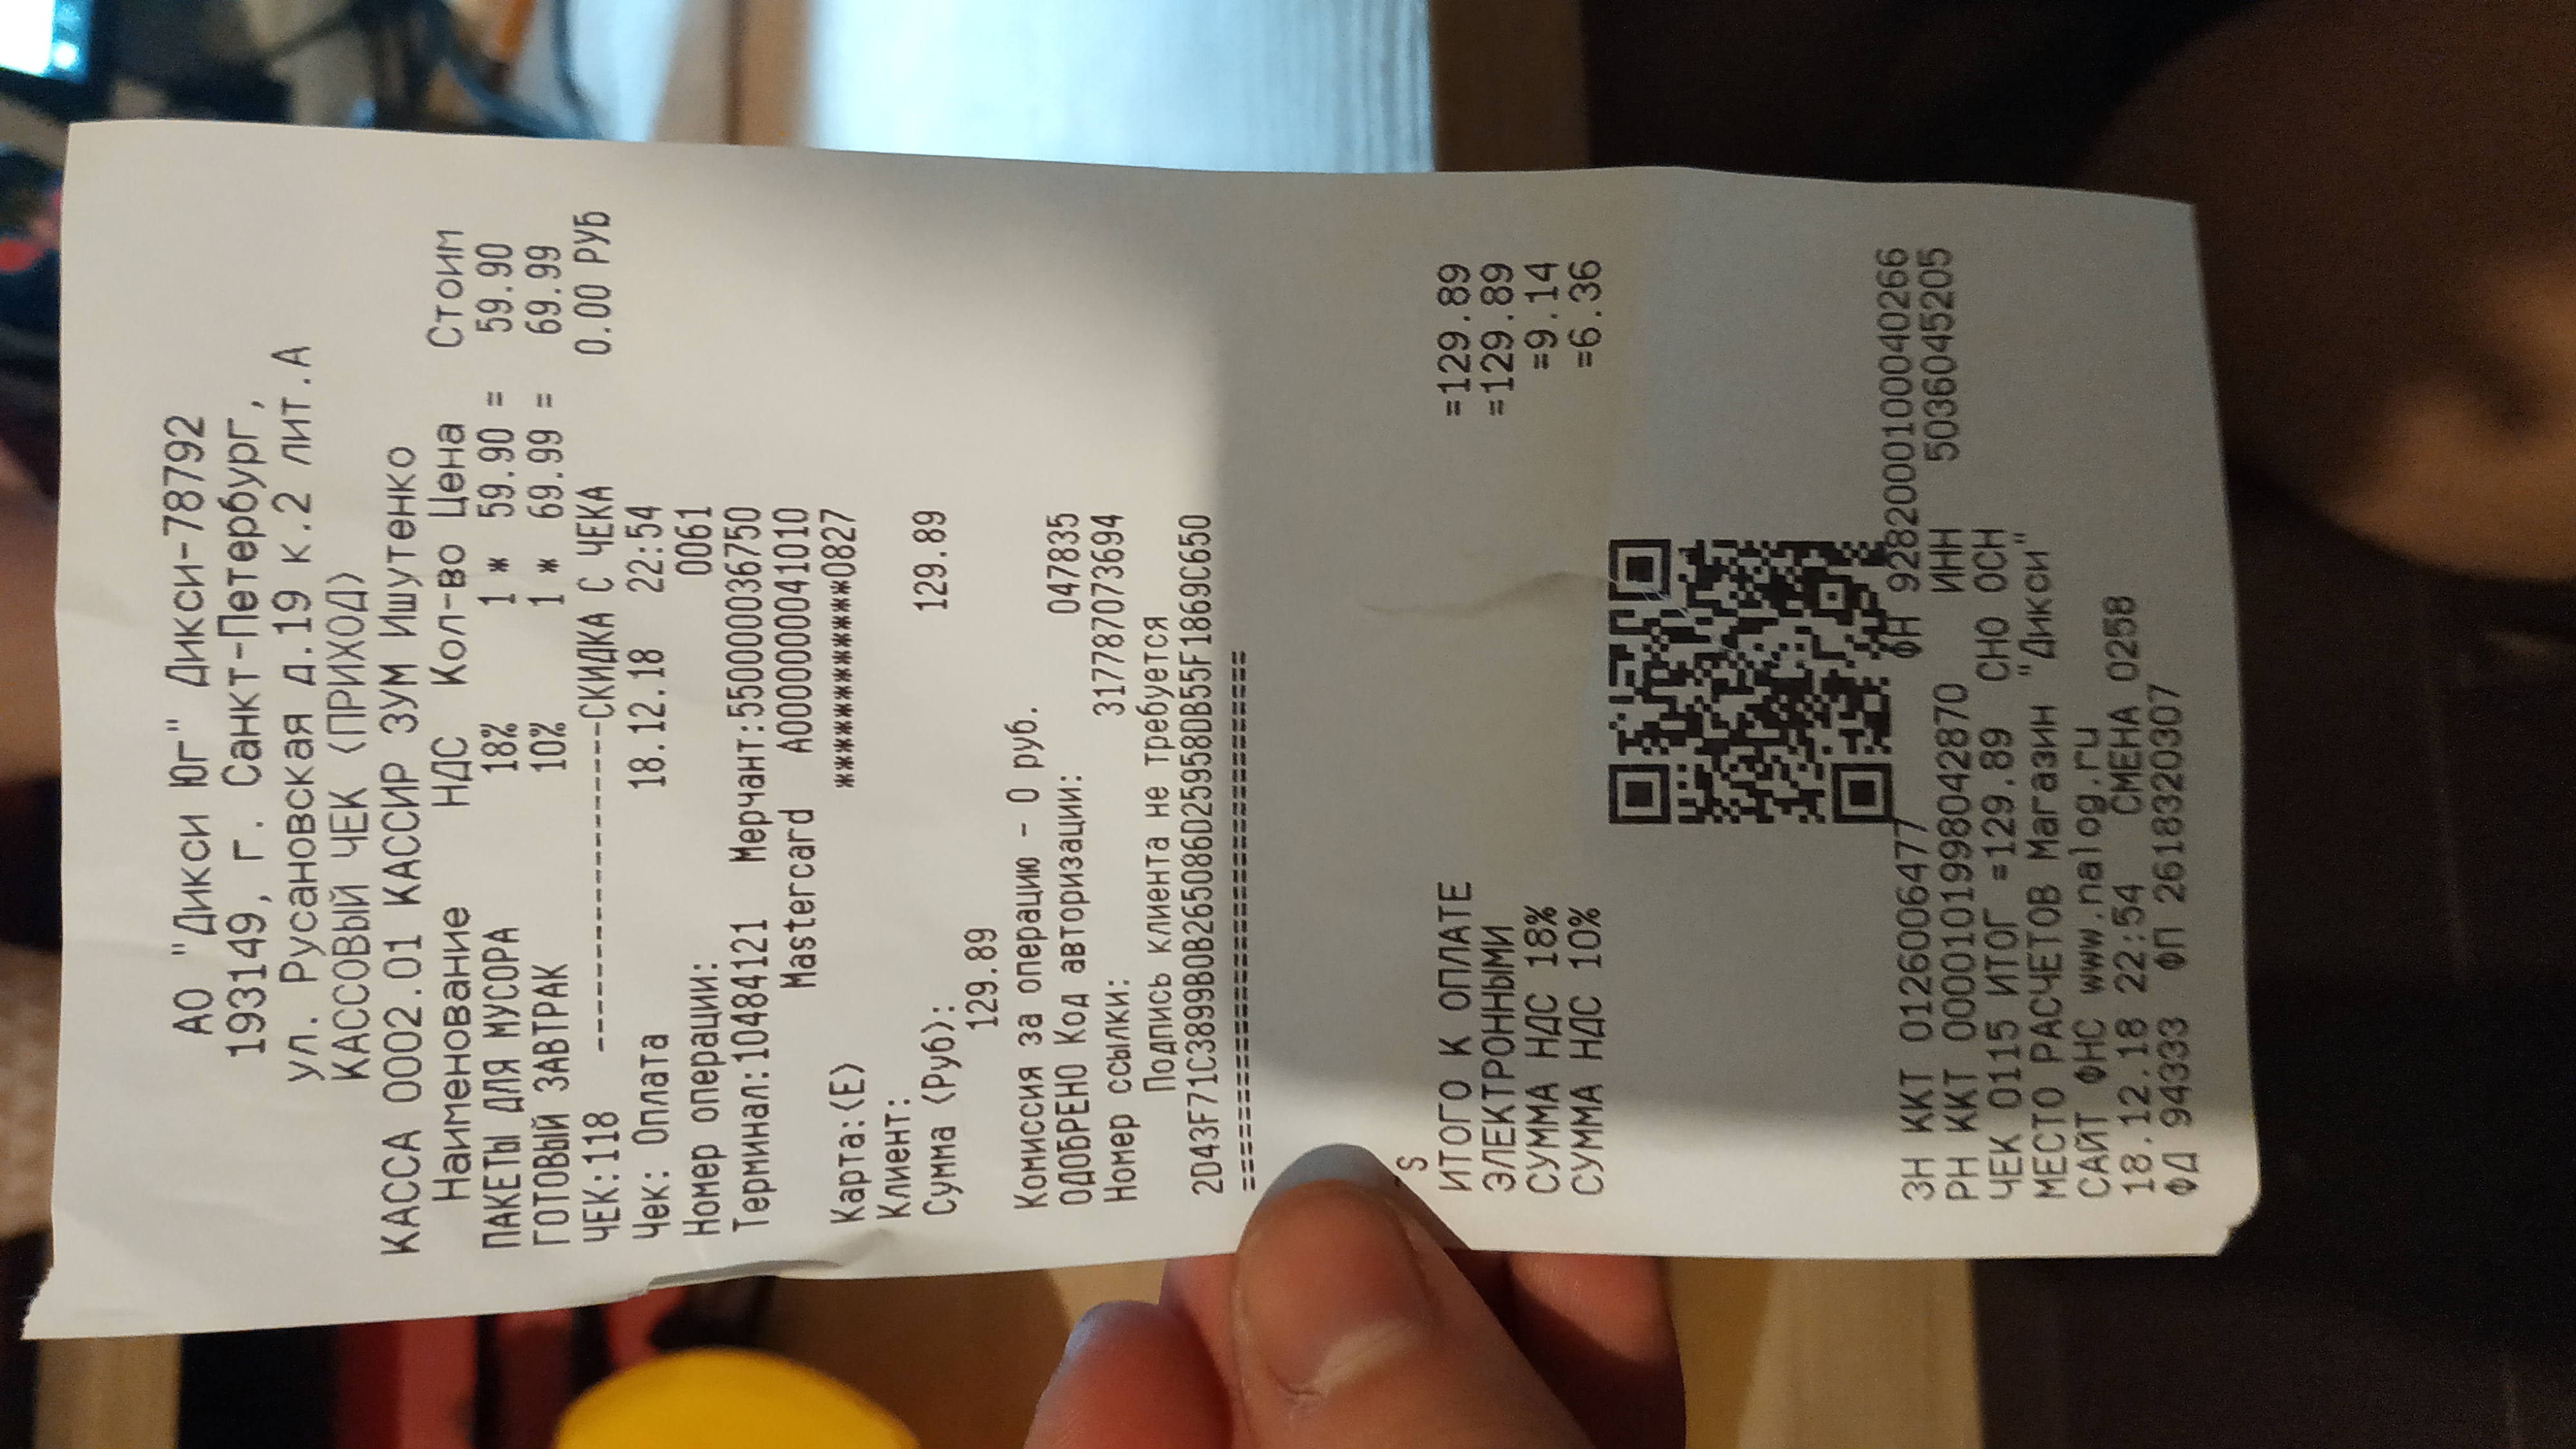 АО "Дикси Юг" Дикси-78792
193149, г. Санкт-Петербург,
ул. Русановская д.19 к.2 лит.А
КАССОВЫЙ ЧЕК (ПРИХОД)
КАССА 0002.01 КАССИР ЗУМ Ишутенко
Наименование НДС Кол-во Цена Стоим
ПАКЕТЫ ДЛЯ МУСОРА 18% 1 * 59.90 = 59.90
ГОТОВЫЙ ЗАВТРАК 10% 1 * 69.99 = 69.99
ЧЕК:118 ------------------СКИДКА С ЧЕКА 0.00 РУБ
Чек: Оплата 18.12.18 22:54
Номер операции: 0061
Терминал:10484121 Мерчант:550000036750
Mastercard A0000000041010
Карта:(E) ************0827
Клиент:
Сумма (Руб): 129.89
129.89
Комиссия за операцию - 0 руб.
ОДОБРЕНО Код авторизации: 047835
Номер ссылки: 317787073694
Подпись клиента не требуется
2D43F71C3899B0B265086D25958DB55F1869C650
===============================
~S
ИТОГО К ОПЛАТЕ =129.89
ЭЛЕКТРОННЫМИ =129.89
СУММА НДС 18% =9.14
СУММА НДС 10% =6.36
ЗН ККТ 0126006477 ФН 9282000100040266
РН ККТ 0000101998042870 ИНН 5036045205
ЧЕК 0115 ИТОГ =129.89 СНО ОСН
МЕСТО РАСЧЕТОВ Магазин "Дикси"
САЙТ ФНС www.nalog.ru
18.12.18 22:54 СМЕНА 0258
ФД 94333 ФП 2618320307